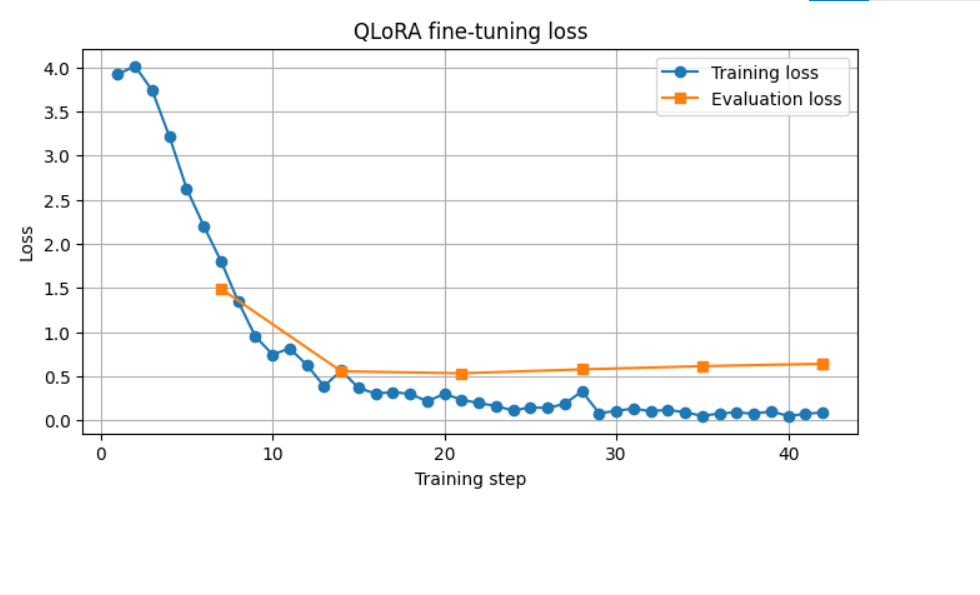 QLoRA fine-tuning loss
Training loss
Evaluation loss
4.0
3.5
3.0
2.5
2.0
1.5
1.0
0.5
0.0
Loss
0 10 20 30 40
Training step